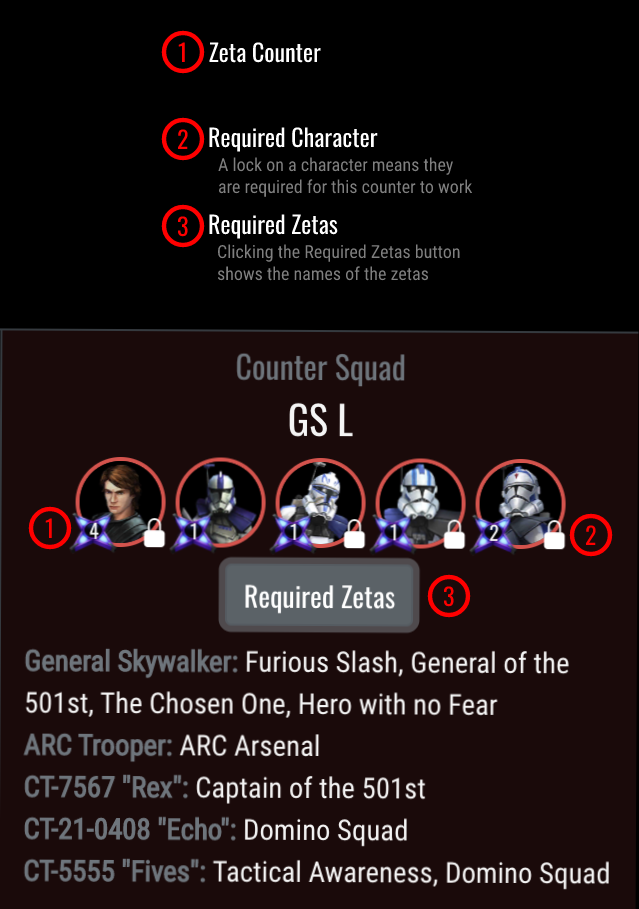 1 Zeta Counter
2 Required Character
A lock on a character means they
are required for this counter to work
3 Required Zetas
Clicking the Required Zetas button
shows the names of the zetas
Counter Squad
GS L
1 4 1 1 1 2 2
Required Zetas 3
General Skywalker: Furious Slash, General of the
501st, The Chosen One, Hero with no Fear
ARC Trooper: ARC Arsenal
CT-7567 "Rex": Captain of the 501st
CT-21-0408 "Echo": Domino Squad
CT-5555 "Fives": Tactical Awareness, Domino Squad